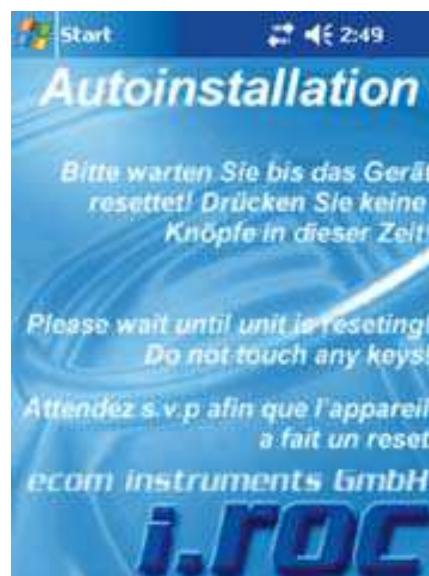 Start 2:49
Autoinstallation
Bitte warten Sie bis das Gerät
resettet! Drücken Sie keine
Knöpfe in dieser Zeit!
Please wait until unit is reseting!
Do not touch any keys!
Attendez s.v.p afin que l'appareil
a fait un reset
ecom instruments GmbH
i.roc